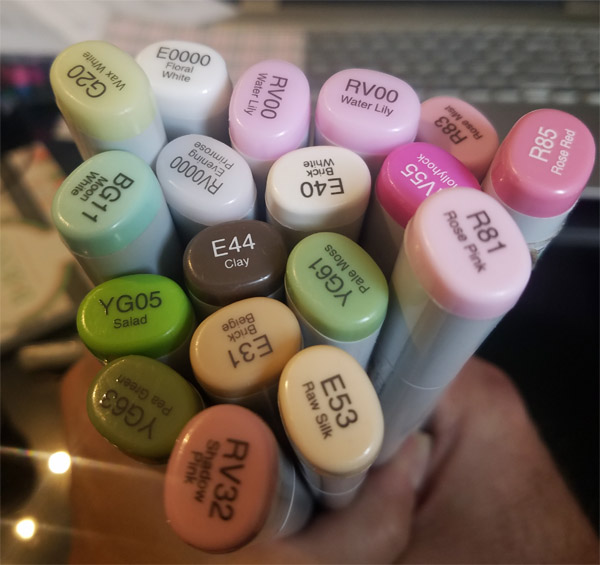 G20
Wax White
E0000
Floral
White
RV00
Water Lily
RV00
Water Lily
R83
Rose Mist
R85
Rose Red
BG11
Moon
White
RV0000
Evening
Primrose
E40
Brick
White
V55
ollyhock
R81
Rose Pink
E44
Clay
YG61
Pale Moss
YG05
Salad
E31
Brick
Beige
YG63
Pea Green
E53
Raw Silk
RV32
Shadow
Pink